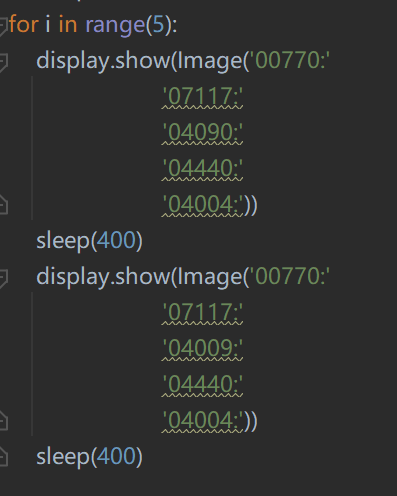 for i in range(5):
display.show(Image('00770:'
'07117:'
'04090:'
'04440:'
'04004:'))
sleep(400)
display.show(Image('00770:'
'07117:'
'04009:'
'04440:'
'04004:'))
sleep(400)